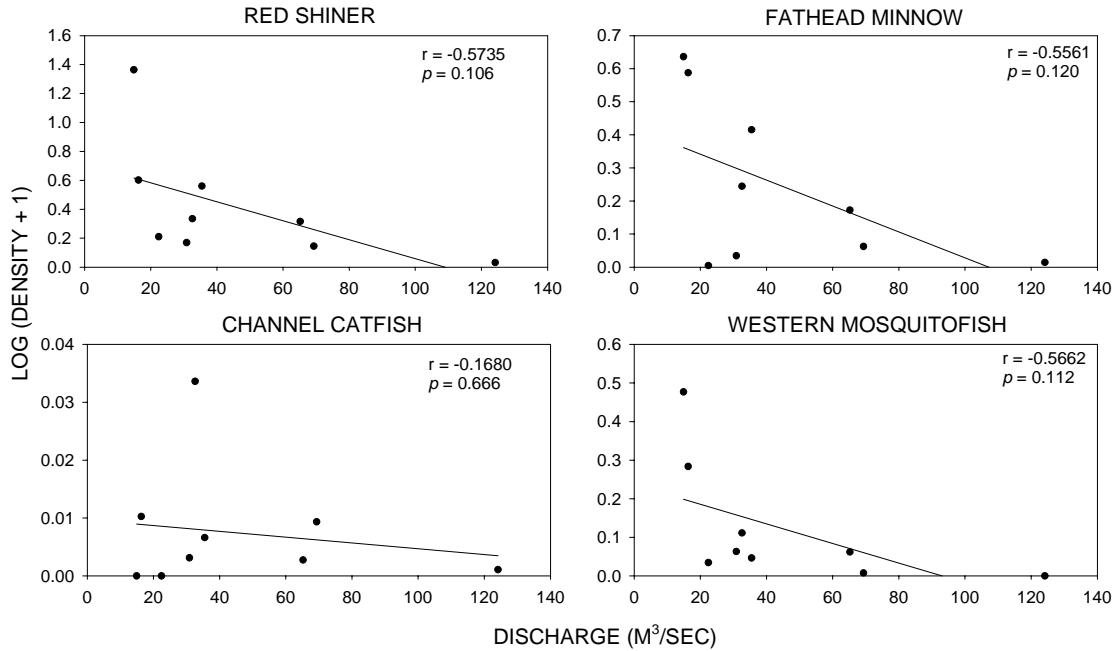 RED SHINER
r = -0.5735
p = 0.106
1.6
1.4
1.2
1.0
0.8
0.6
0.4
0.2
0.0
0 20 40 60 80 100 120 140
FATHEAD MINNOW
r = -0.5561
p = 0.120
0.7
0.6
0.5
0.4
0.3
0.2
0.1
0.0
0 20 40 60 80 100 120 140
LOG (DENSITY + 1)
CHANNEL CATFISH
r = -0.1680
p = 0.666
0.04
0.03
0.02
0.01
0.00
0 20 40 60 80 100 120 140
WESTERN MOSQUITOFISH
r = -0.5662
p = 0.112
0.6
0.5
0.4
0.3
0.2
0.1
0.0
0 20 40 60 80 100 120 140
DISCHARGE (M³/SEC)